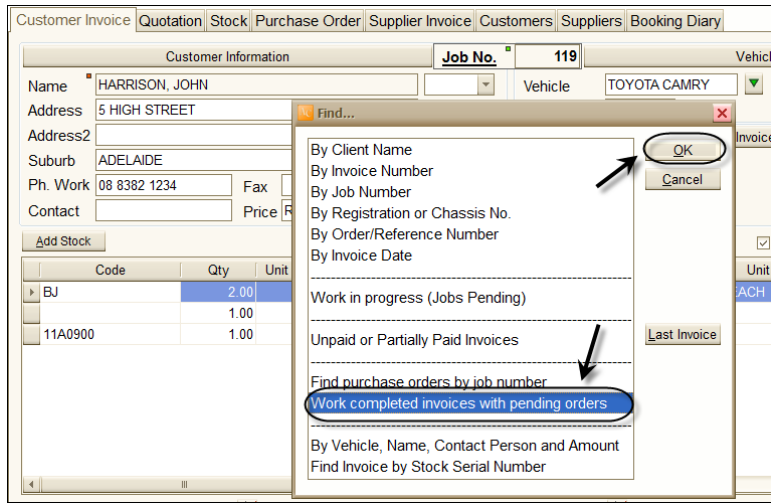 Customer Invoice Quotation Stock Purchase Order Supplier Invoice Customers Suppliers Booking Diary
Customer Information Job No. 119
Name HARRISON, JOHN Vehicle TOYOTA CAMRY
Address 5 HIGH STREET
Address2
Suburb ADELAIDE
Ph. Work 08 8382 1234 Fax
Contact Price
Add Stock
Code Qty Unit Unit
BJ 2.00 EACH
1.00
11A0900 1.00
Find...
By Client Name
By Invoice Number
By Job Number
By Registration or Chassis No.
By Order/Reference Number
By Invoice Date
Work in progress (Jobs Pending)
Unpaid or Partially Paid Invoices
Find purchase orders by job number
Work completed invoices with pending orders
By Vehicle, Name, Contact Person and Amount
Find Invoice by Stock Serial Number
OK
Cancel
Last Invoice